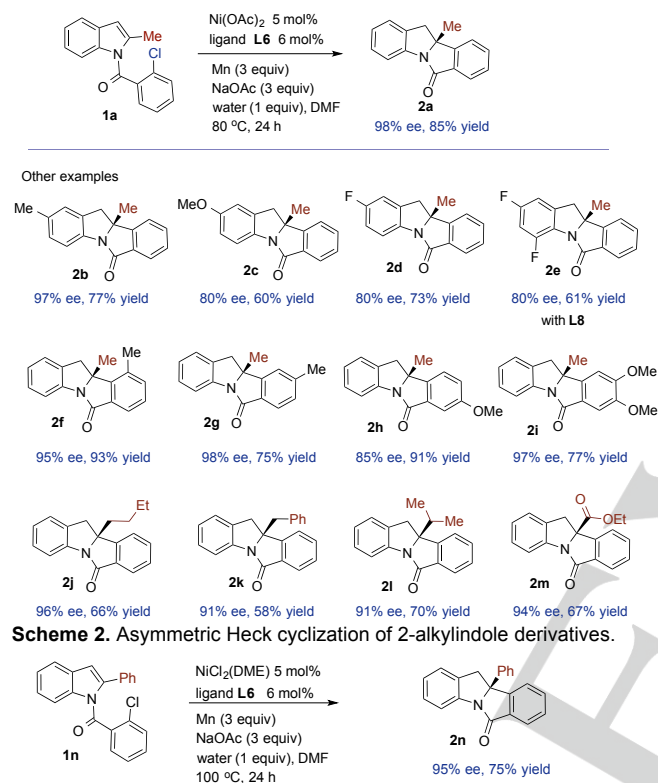 Me
Cl
N
O
1a
Ni(OAc)2 5 mol%
ligand L6 6 mol%
Mn (3 equiv)
NaOAc (3 equiv)
water (1 equiv), DMF
80 °C, 24 h
Me
N
O
2a
98% ee, 85% yield
Other examples
Me
Me
N
O
2b
97% ee, 77% yield
MeO
Me
N
O
2c
80% ee, 60% yield
F
Me
N
O
2d
80% ee, 73% yield
F
Me
N
F
O
2e
80% ee, 61% yield
with L8
Me
Me
N
O
2f
95% ee, 93% yield
Me
Me
N
O
2g
98% ee, 75% yield
Me
N
OMe
O
2h
85% ee, 91% yield
Me
OMe
N
OMe
O
2i
97% ee, 77% yield
Et
N
O
2j
96% ee, 66% yield
Ph
N
O
2k
91% ee, 58% yield
Me
Me
N
O
2l
91% ee, 70% yield
O
OEt
N
O
2m
94% ee, 67% yield
Scheme 2. Asymmetric Heck cyclization of 2-alkylindole derivatives.
Ph
N
Cl
O
1n
NiCl2(DME) 5 mol%
ligand L6 6 mol%
Mn (3 equiv)
NaOAc (3 equiv)
water (1 equiv), DMF
100 °C, 24 h
Ph
N
O
2n
95% ee, 75% yield